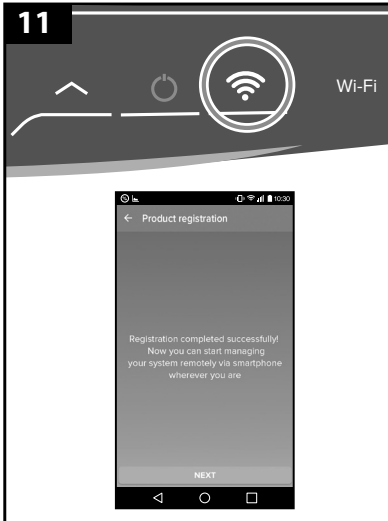 11
Wi-Fi
10:30
Product registration
Registration completed successfully!
Now you can start managing
your system remotely via smartphone
wherever you are
NEXT